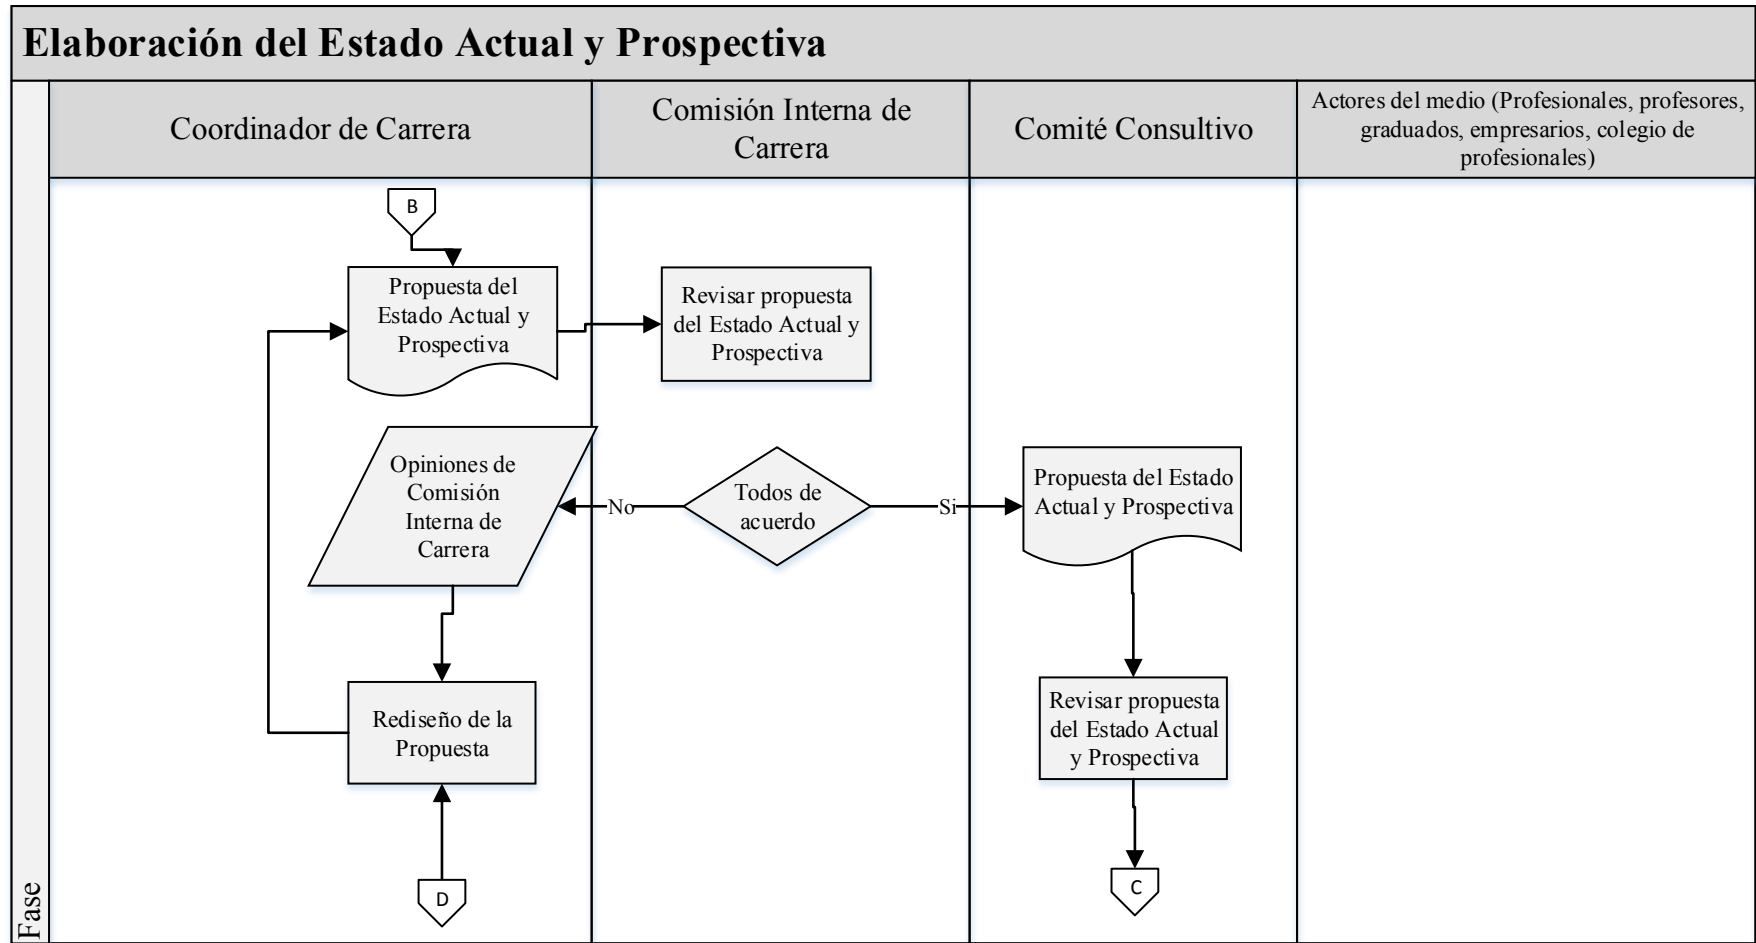 Elaboración del Estado Actual y Prospectiva
Coordinador de Carrera
Comisión Interna de
Carrera
Comité Consultivo
Actores del medio (Profesionales, profesores,
graduados, empresarios, colegio de
profesionales)
B
Propuesta del
Estado Actual y
Prospectiva
Revisar propuesta
del Estado Actual y
Prospectiva
Opiniones de
Comisión
Interna de
Carrera
No
Todos de
acuerdo
Si
Propuesta del Estado
Actual y Prospectiva
Rediseño de la
Propuesta
Revisar propuesta
del Estado Actual
y Prospectiva
D
C
Fase